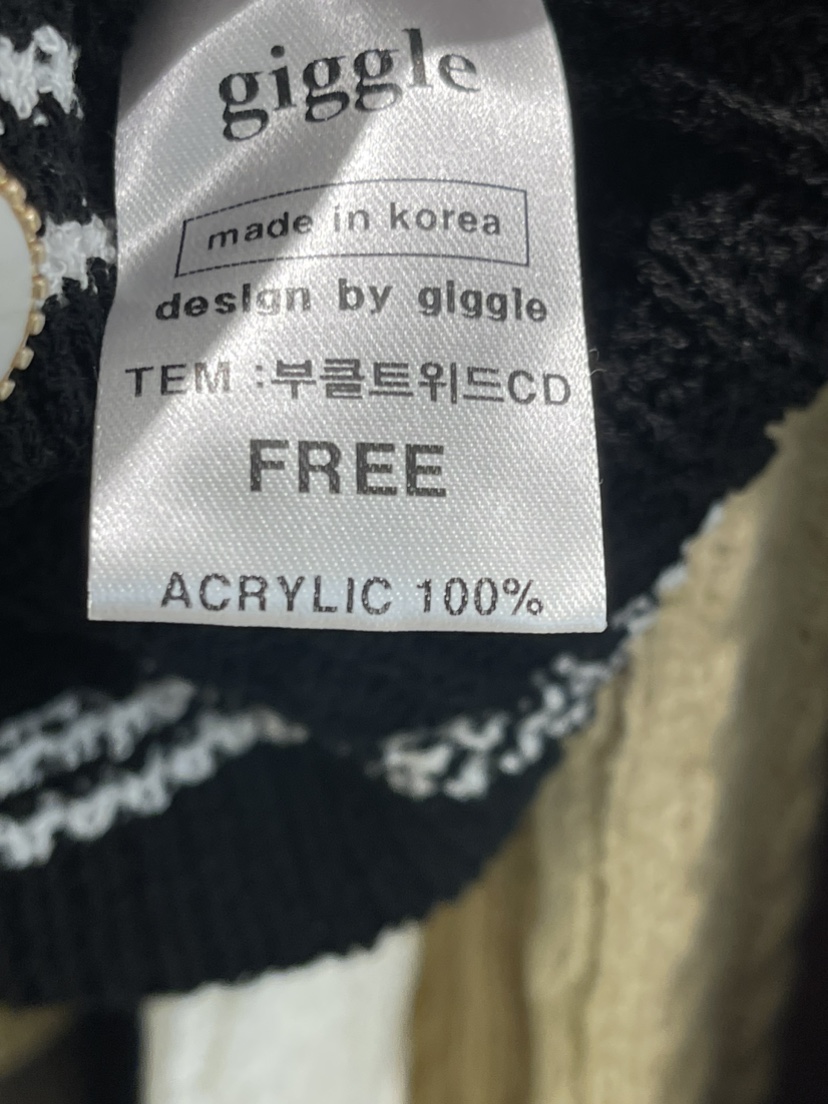 giggle
made in korea
design by giggle
TEM :부클트위드CD
FREE
ACRYLIC 100%